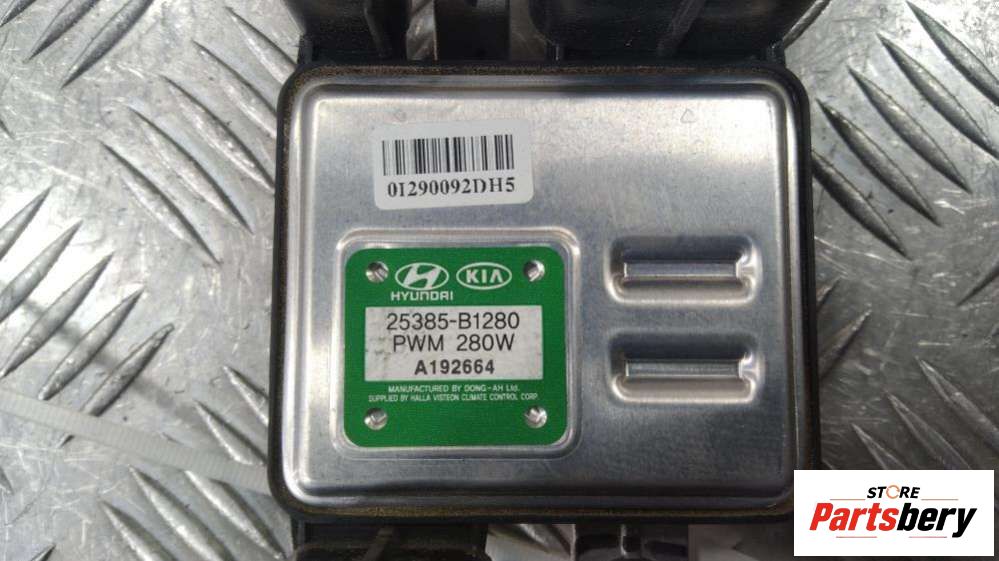 01290092DH5
HYUNDAI KIA
25385-B1280
PWM 280W
A192664
MANUFACTURED BY DONG-AH Ltd.
SUPPLIED BY HALLA VISTEON CLIMATE CONTROL CORP.
STORE
Partsbery